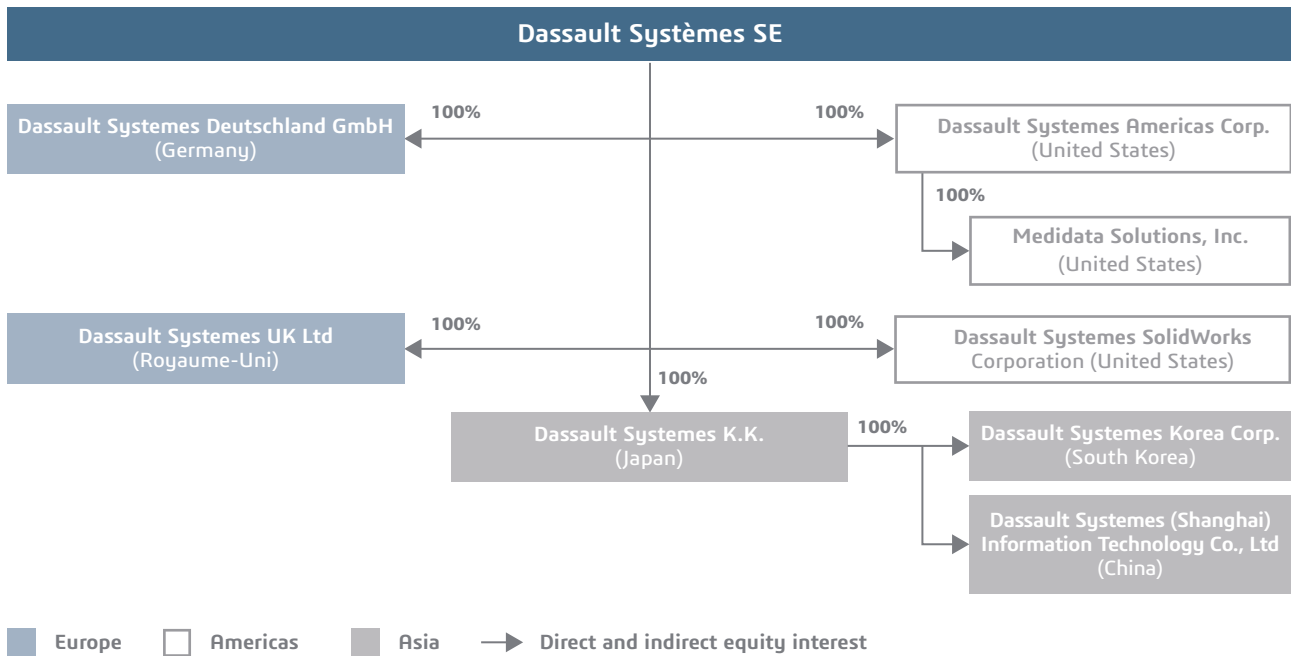 Dassault Systèmes SE
100%
100%
Dassault Systemes Deutschland GmbH
(Germany)
Dassault Systemes Americas Corp.
(United States)
100%
Medidata Solutions, Inc.
(United States)
100%
100%
Dassault Systemes UK Ltd
(Royaume-Uni)
Dassault Systemes SolidWorks
Corporation (United States)
100%
Dassault Systemes K.K.
(Japan)
100%
Dassault Systemes Korea Corp.
(South Korea)
Dassault Systemes (Shanghai)
Information Technology Co., Ltd
(China)
Europe
Americas
Asia
Direct and indirect equity interest